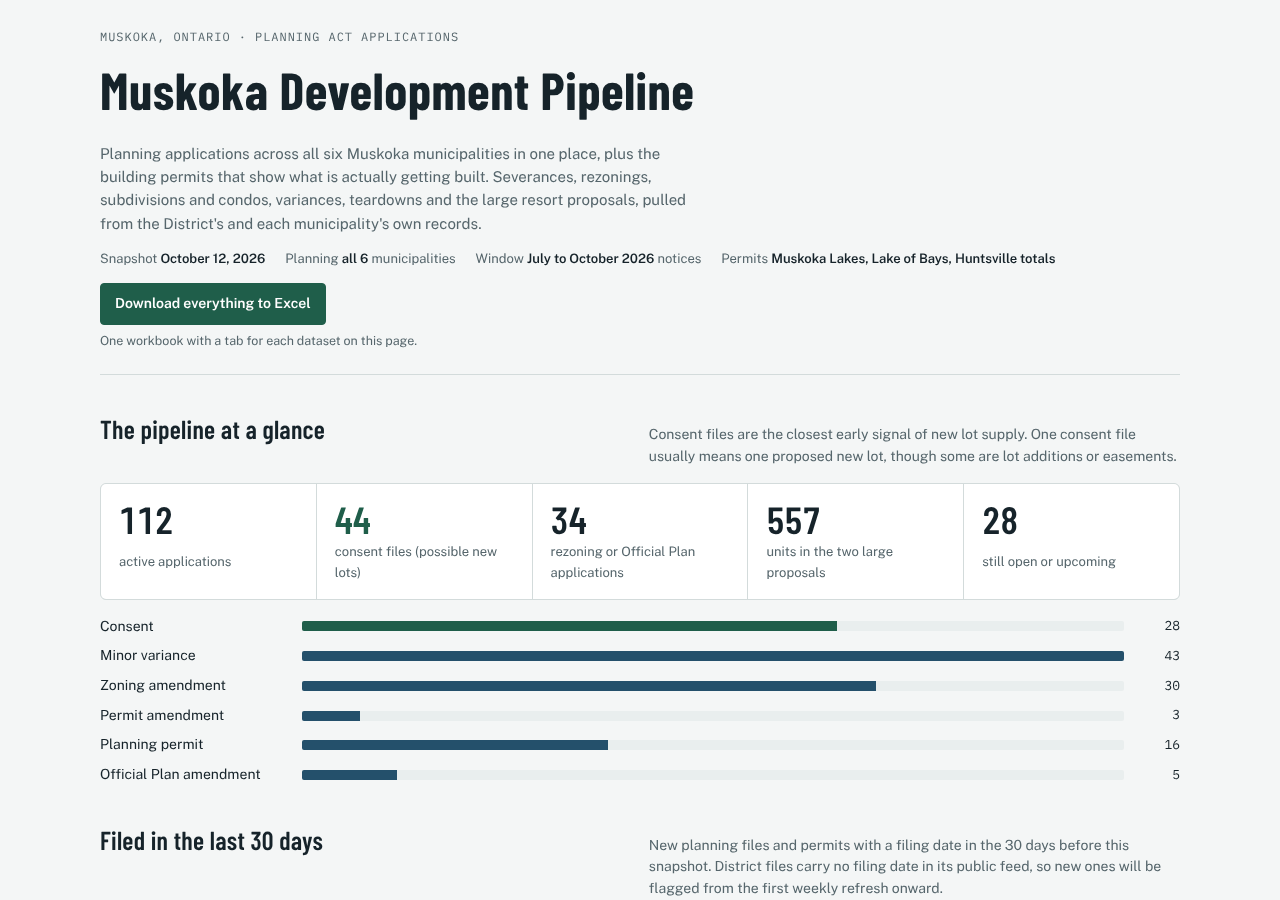 MUSKOKA, ONTARIO · PLANNING ACT APPLICATIONS
Muskoka Development Pipeline
Planning applications across all six Muskoka municipalities in one place, plus the
building permits that show what is actually getting built. Severances, rezonings,
subdivisions and condos, variances, teardowns and the large resort proposals, pulled
from the District's and each municipality's own records.
Snapshot October 12, 2026 Planning all 6 municipalities Window July to October 2026 notices Permits Muskoka Lakes, Lake of Bays, Huntsville totals
Download everything to Excel
One workbook with a tab for each dataset on this page.
The pipeline at a glance
Consent files are the closest early signal of new lot supply. One consent file
usually means one proposed new lot, though some are lot additions or easements.
112
active applications
44
consent files (possible new
lots)
34
rezoning or Official Plan
applications
557
units in the two large
proposals
28
still open or upcoming
Consent 28
Minor variance 43
Zoning amendment 30
Permit amendment 3
Planning permit 16
Official Plan amendment 5
Filed in the last 30 days
New planning files and permits with a filing date in the 30 days before this
snapshot. District files carry no filing date in its public feed, so new ones will be
flagged from the first weekly refresh onward.